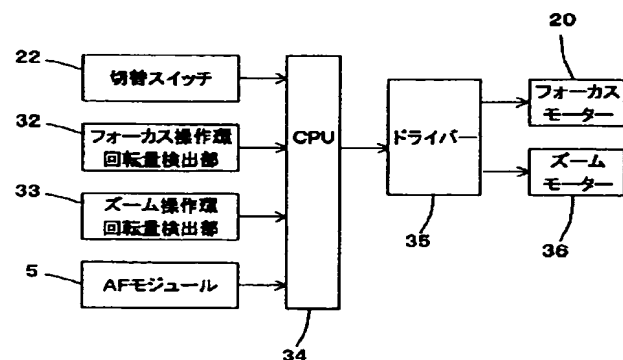 22
切替スイッチ
32
フォーカス操作環
回転量検出部
33
ズーム操作環
回転量検出部
5
AFモジュール
CPU
34
ドライバー
35
20
フォーカス
モーター
ズーム
モーター
36